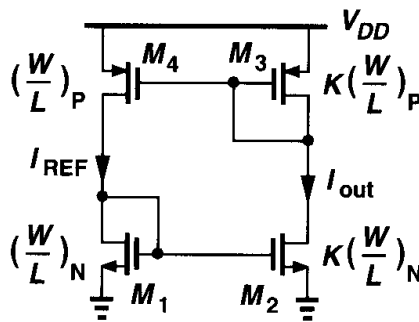 V_DD
(W/L)_P M_4 M_3 K(W/L)_P
I_REF I_out
(W/L)_N M_1 M_2 K(W/L)_N